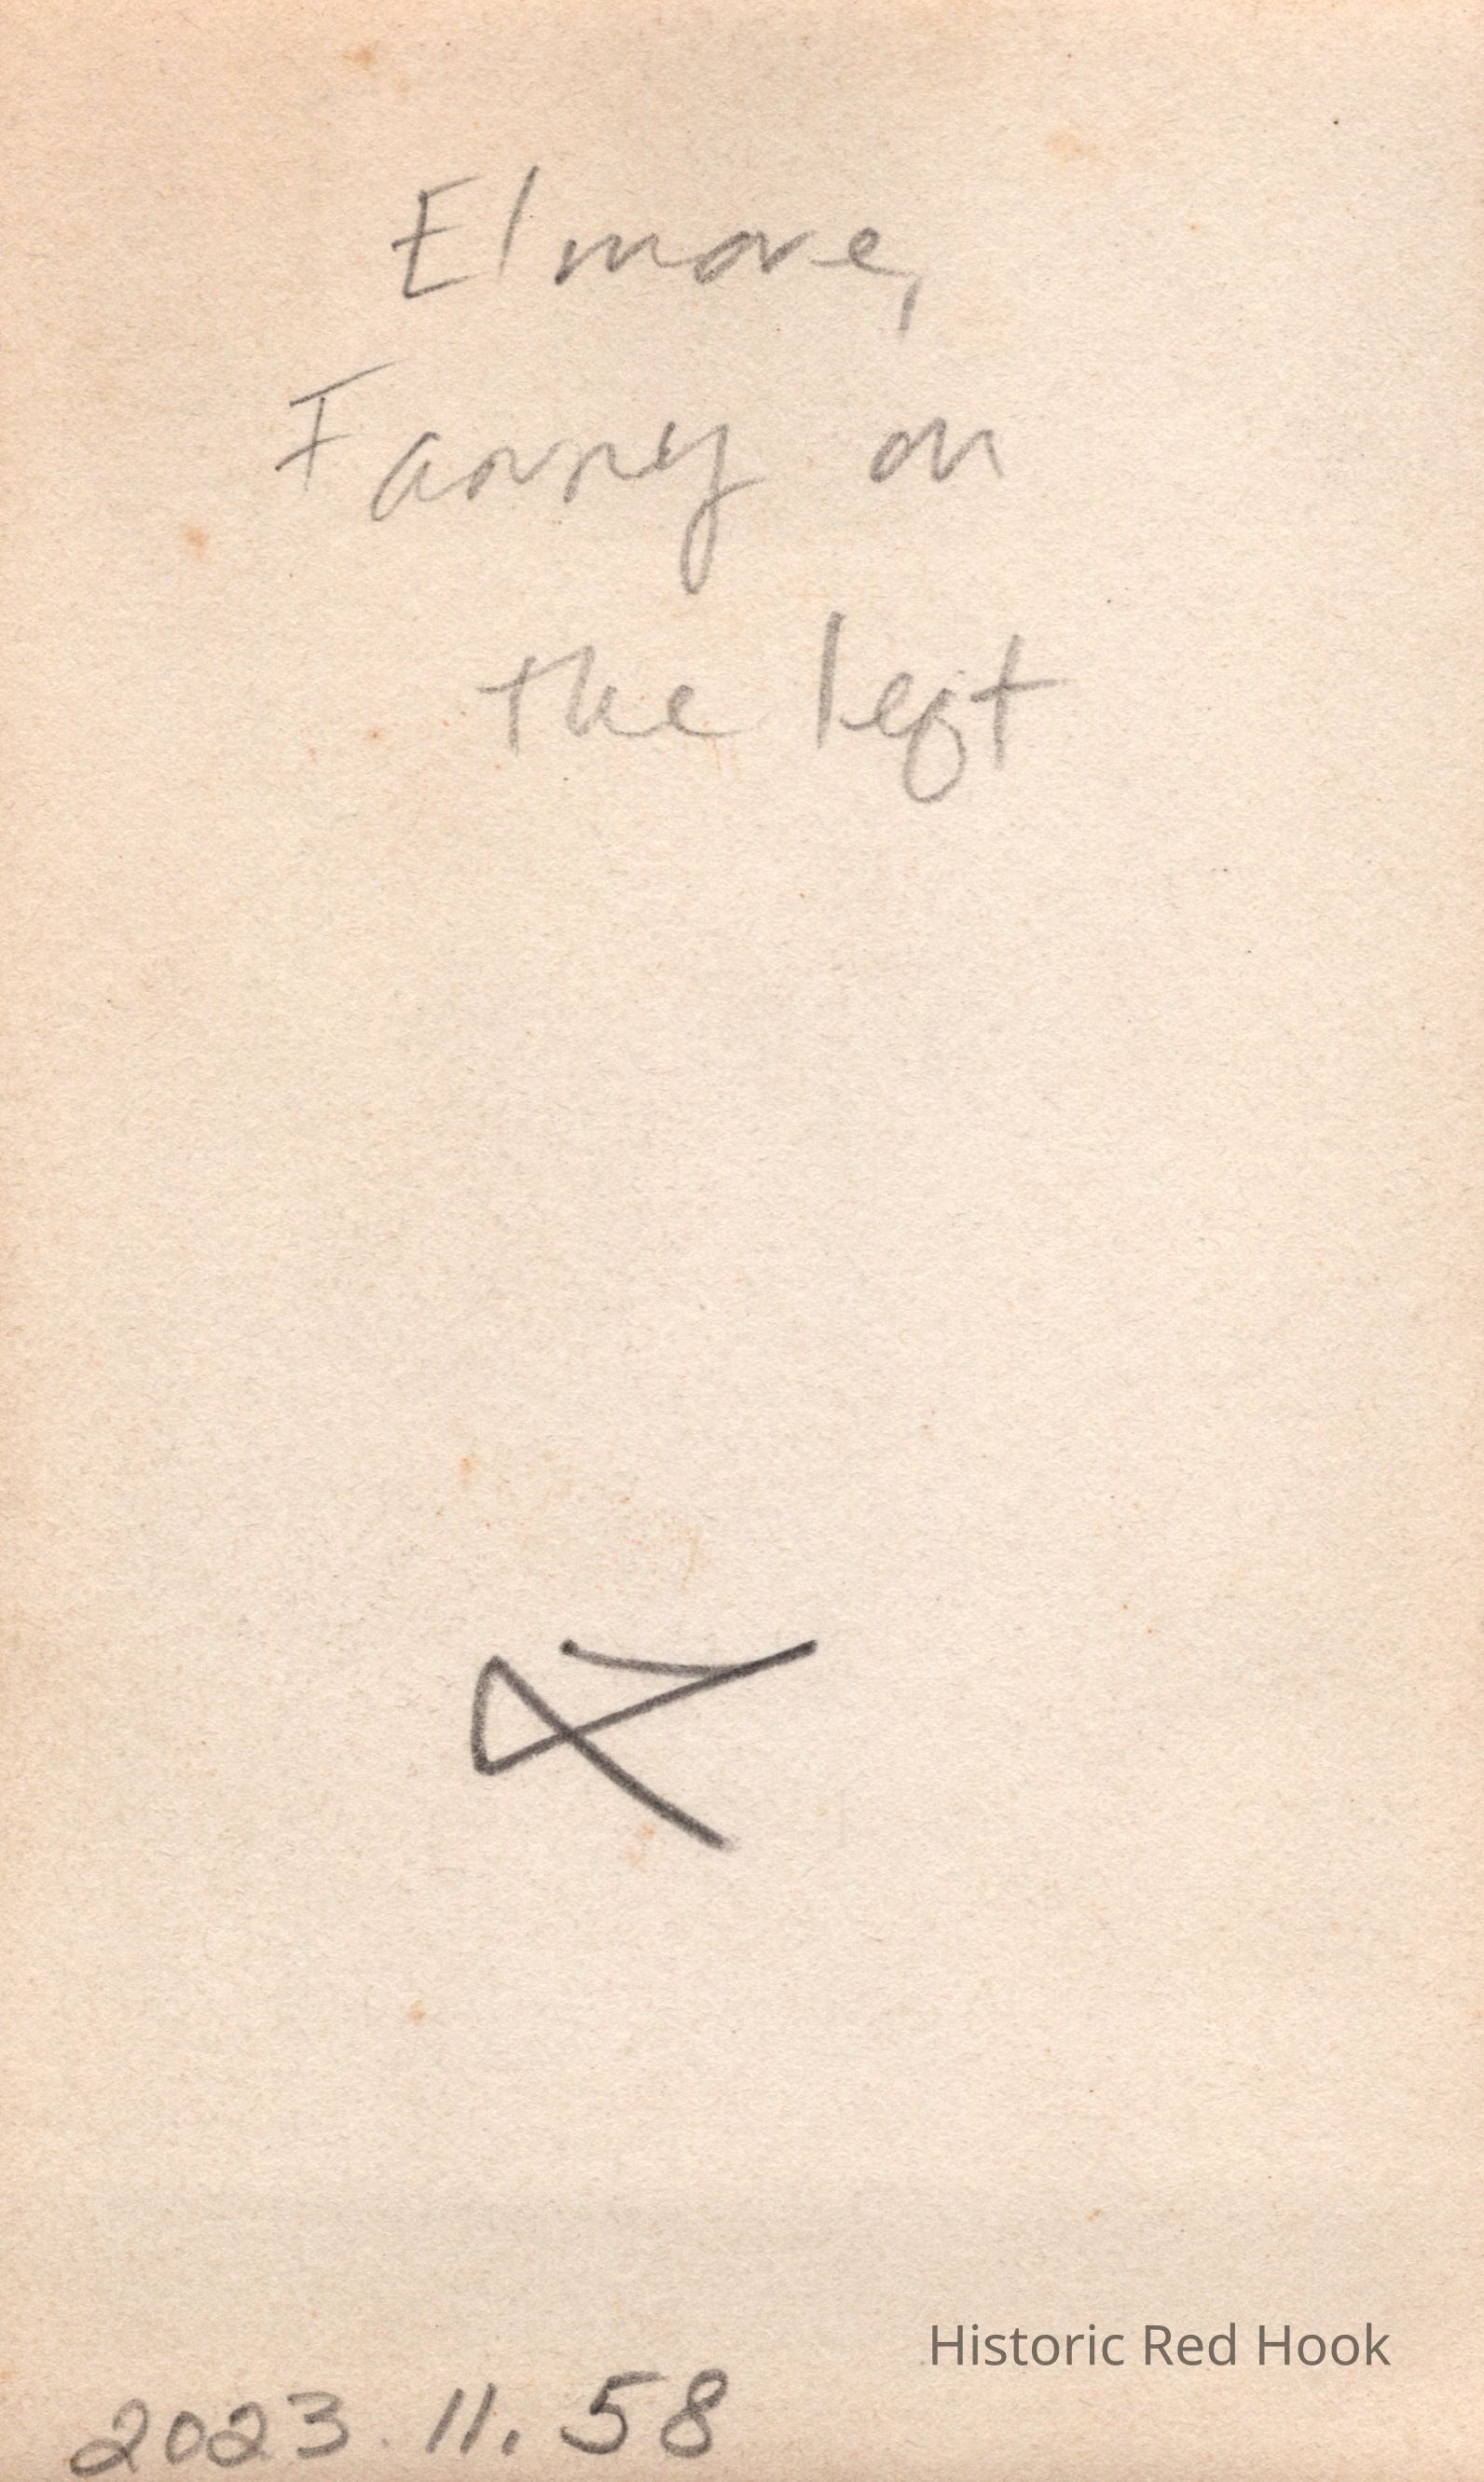 Elmore,
Fanny on
the left
Historic Red Hook
2023.11.58